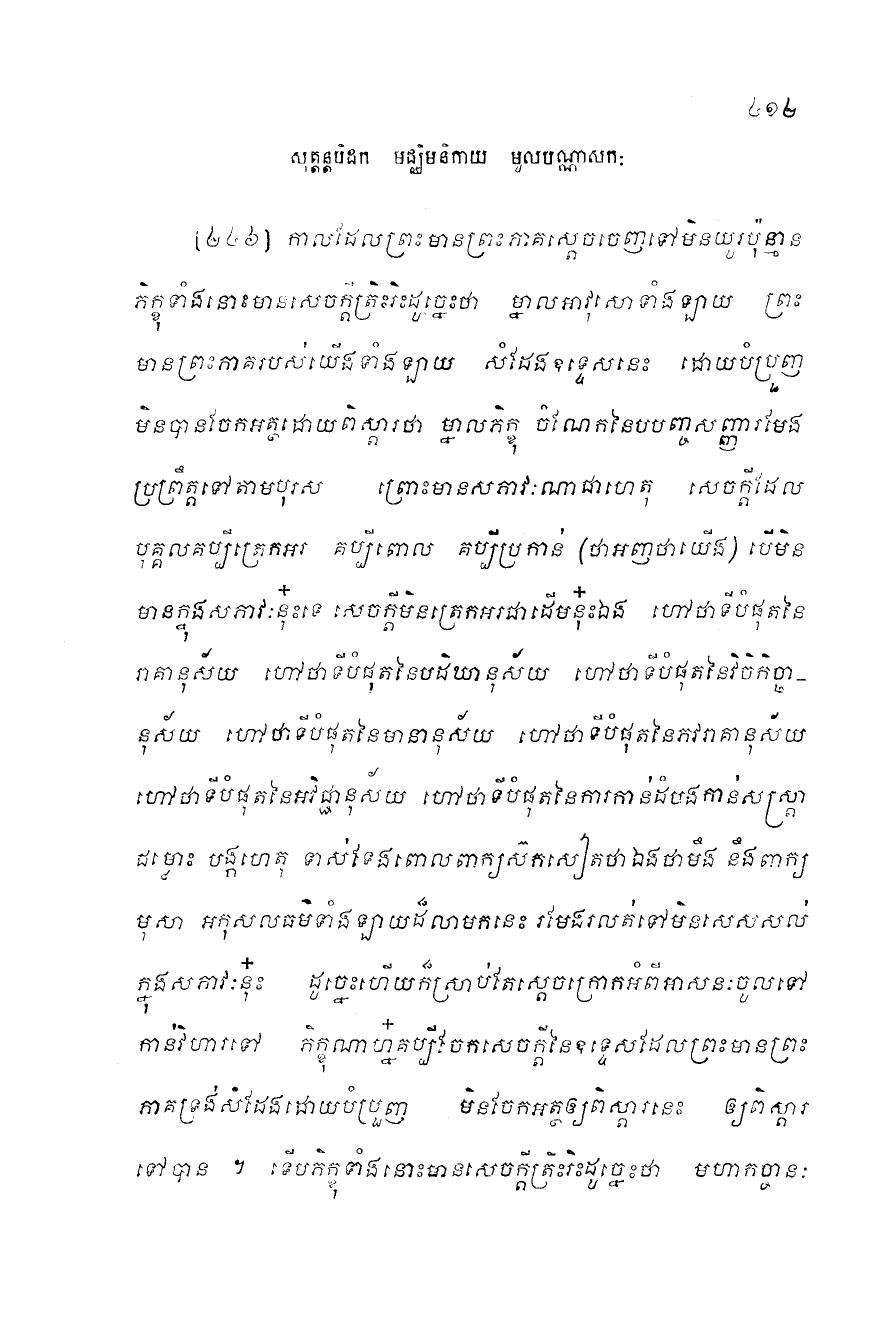 ៤១២
សុត្តន្តបិដក មជ្ឈិមនិកាយ មូលបណ្ណាសកៈ
[២៤៦] កាលដែលព្រះមានព្រះភាគស្តេចចេញទៅមិនយូរប៉ុន្មាន
ភិក្ខុទាំងនោះមានសេចក្តីត្រិះរិះដូច្នេះថា ម្នាលអាវុសោទាំងឡាយ ព្រះ
មានព្រះភាគរបស់យើងទាំងឡាយ សំដែងឧទ្ទេសនេះ ដោយបំប្រួញ
មិនបានចែកអត្ថដោយពិស្តារថា ម្នាលភិក្ខុ ចំណែកនៃបបញ្ចសញ្ញារមែង
ប្រព្រឹត្តទៅតាមបុរស ព្រោះមានសភាវៈណាជាហេតុ សេចក្តីដែល
បុគ្គលគប្បីត្រេកអរ គប្បីពោល គប្បីប្រកាន់ (ថាអញថាយើង) បើមិន
មានក្នុងសភាវៈនុ៎ះទេ សេចក្តីមិនត្រេកអរជាដើមនុ៎ះឯង ហៅថាទីបំផុតនៃ
រាគានុស័យ ហៅថាទីបំផុតនៃបដិឃានុស័យ ហៅថាទីបំផុតនៃវិចិកិច្ឆា_
នុស័យ ហៅថាទីបំផុតនៃមានានុស័យ ហៅថាទីបំផុតនៃភវរាគានុស័យ
ហៅថាទីបំផុតនៃអវិជ្ជានុស័យ ហៅថាទីបំផុតនៃការកាន់ដំបងកាន់សស្ត្រា
ជម្លោះ បង្កហេតុ ទាស់ទែងពោលពាក្យស៊កសៀតថាឯងថាមឹង នឹងពាក្យ
មុសា អកុសលធម៌ទាំងឡាយដ៏លាមកនេះ រមែងរលត់ទៅមិនសេសសល់
ក្នុងសភាវៈនុ៎ះ ដូច្នេះហើយក៏ស្រាប់តែស្តេចក្រោកអំពីអាសនៈចូលទៅ
កាន់វិហារទៅ ភិក្ខុណាហ្ន៎គប្បីចែកសេចក្តីនៃឧទ្ទេសដែលព្រះមានព្រះ
ភាគទ្រង់សំដែងដោយបំប្រួញ មិនចែកអត្ថឲ្យពិស្តារនេះ ឲ្យពិស្តារ
ទៅបាន ។ ទើបភិក្ខុទាំងនោះមានសេចក្តីត្រិះរិះដូច្នេះថា មហាកច្ចានៈ